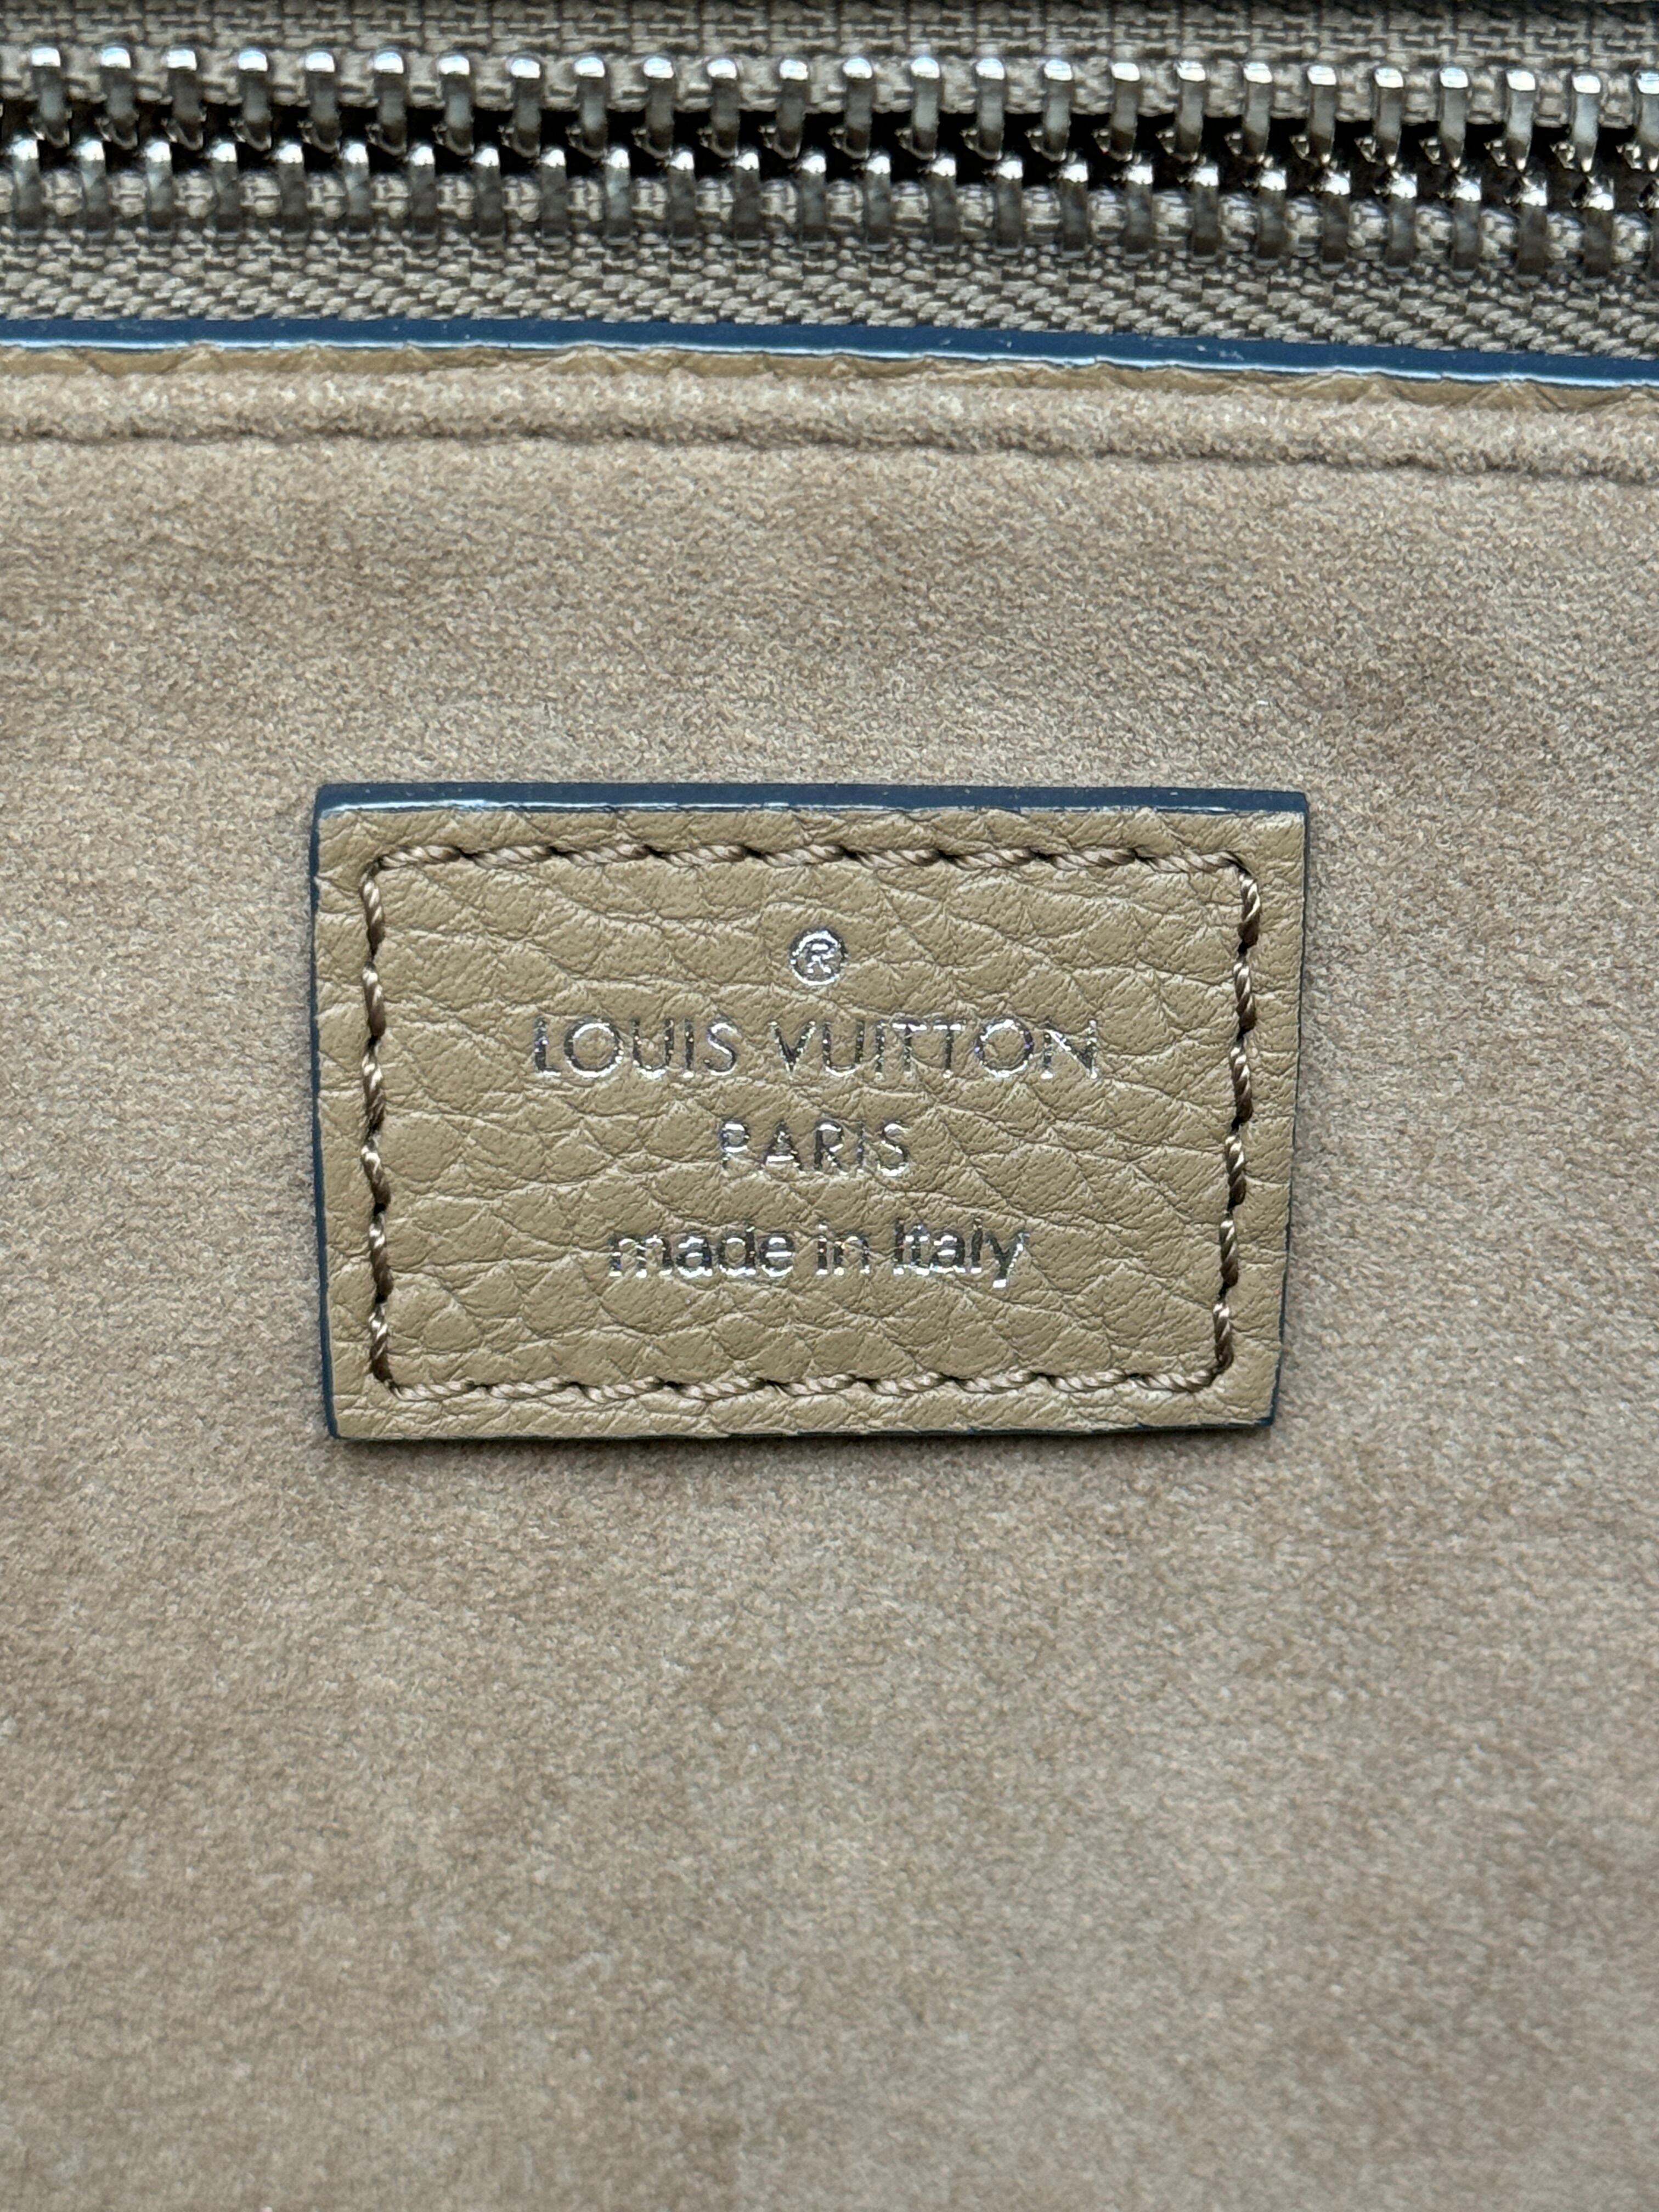 ®
LOUIS VUITTON
PARIS
made in Italy